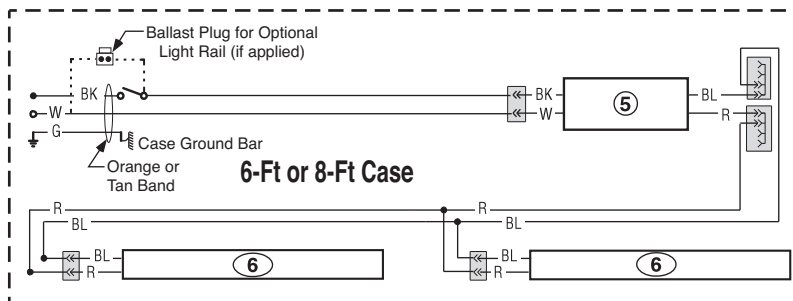 Ballast Plug for Optional
Light Rail (if applied)
BK
BK
5
BL
W
W
R
G
Case Ground Bar
Orange or
Tan Band
6-Ft or 8-Ft Case
R
R
BL
BL
BL
6
BL
6
R
R